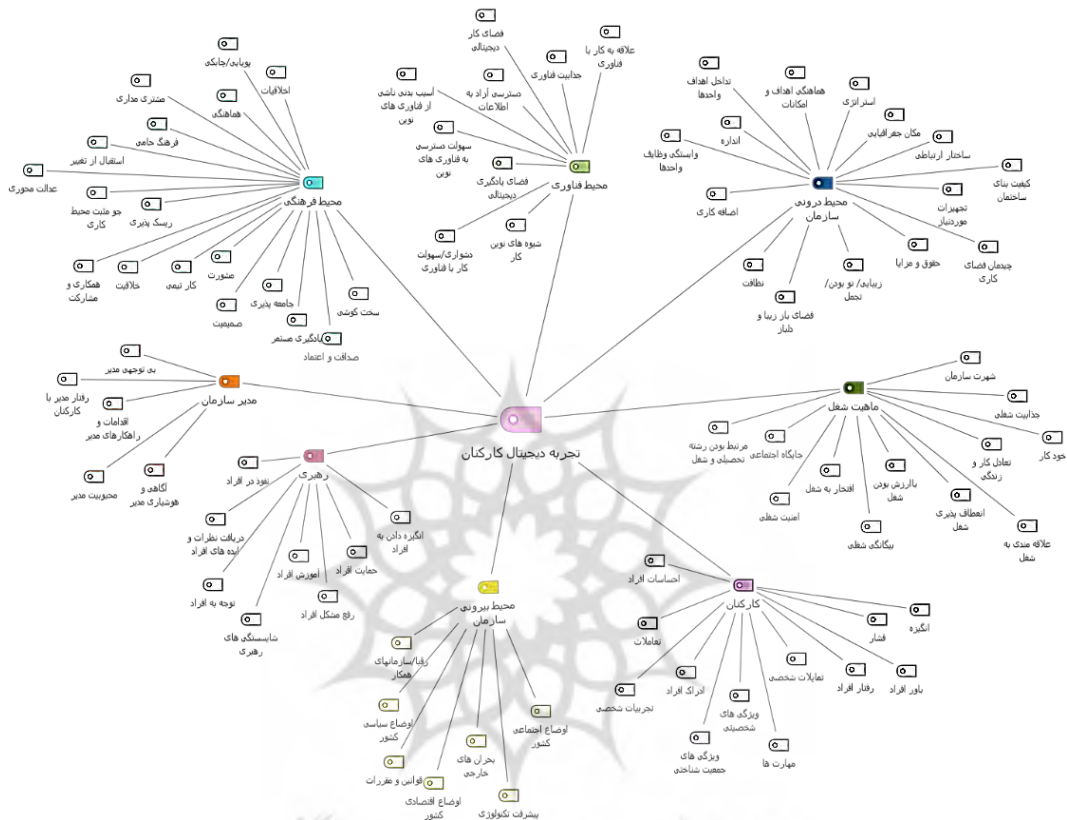 پویایی/چابکی
اخلاقیات
مشتری مداری
هماهنگی
فرهنگ حامی
استقبال از تغییر
عدالت محوری
جو مثبت محیط
کاری
ریسک پذیری
محیط فرهنگی
همکاری و
مشارکت
خلاقیت
کار تیمی
مشورت
صمیمیت
جامعه پذیری
یادگیری مستمر
صداقت و اعتماد
سخت کوشی
فضای کار
دیجیتالی
علاقه به کار با
فناوری
جذابیت فناوری
دسترسی آزاد به
اطلاعات
آسیب بدنی ناشی
از فناوری های
نوین
سهولت دسترسی
به فناوری های
نوین
فضای یادگیری
دیجیتالی
محیط فناوری
دشواری/سهولت
کار با فناوری
شیوه های نوین
کار
تداخل اهداف
واحدها
هماهنگی اهداف و
امکانات
استراتژی
مکان جغرافیایی
ساختار ارتباطی
کیفیت بنای
ساختمان
اندازه
وابستگی وظایف
واحدها
اضافه کاری
محیط درونی
سازمان
تجهیزات
موردنیاز
چیدمان فضای
کاری
حقوق و مزایا
زیبایی/ نو بودن/
تجمل
فضای باز زیبا و
دلباز
نظافت
بی توجهی مدیر
رفتار مدیر با
کارکنان
اقدامات و
راهکارهای مدیر
مدیر سازمان
محبوبیت مدیر
آگاهی و
هوشیاری مدیر
تجربه دیجیتال کارکنان
شهرت سازمان
ماهیت شغل
جذابیت شغلی
خود کار
مرتبط بودن رشته
تحصیلی و شغل
جایگاه اجتماعی
امنیت شغلی
افتخار به شغل
بیگانگی شغلی
باارزش بودن
شغل
تعادل کار و
زندگی
انعطاف پذیری
شغل
علاقه مندی به
شغل
رهبری
نفوذ در افراد
دریافت نظرات و
ایده های افراد
توجه به افراد
شایستگی های
رهبری
آموزش افراد
رفع مشکل افراد
حمایت افراد
انگیزه دادن به
افراد
محیط بیرونی
سازمان
رقبا/سازمانهای
همکار
اوضاع سیاسی
کشور
قوانین و مقررات
اوضاع اقتصادی
کشور
بحران های
خارجی
پیشرفت تکنولوژی
اوضاع اجتماعی
کشور
کارکنان
احساسات افراد
تعاملات
تجربیات شخصی
ادراک افراد
ویژگی های
جمعیت شناختی
ویژگی های
شخصیتی
مهارت ها
تمایلات شخصی
رفتار افراد
باور افراد
فشار
انگیزه